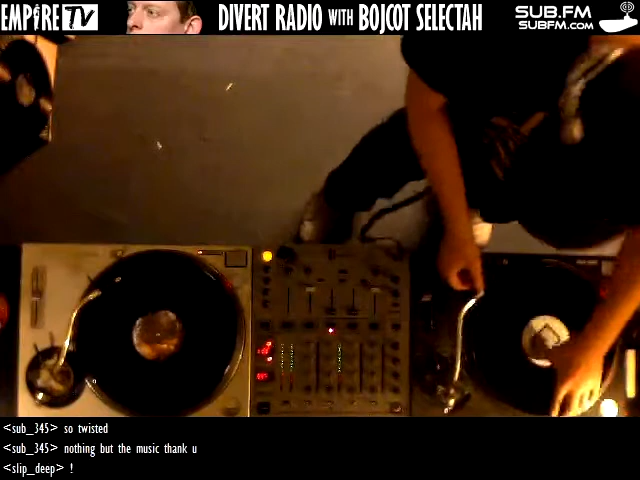 EMPIRE TV
DIVERT RADIO WITH BOJCOT SELECTAH
SUB.FM
SUBFM.COM
<sub_345> so twisted
<sub_345> nothing but the music thank u
<slip_deep> !